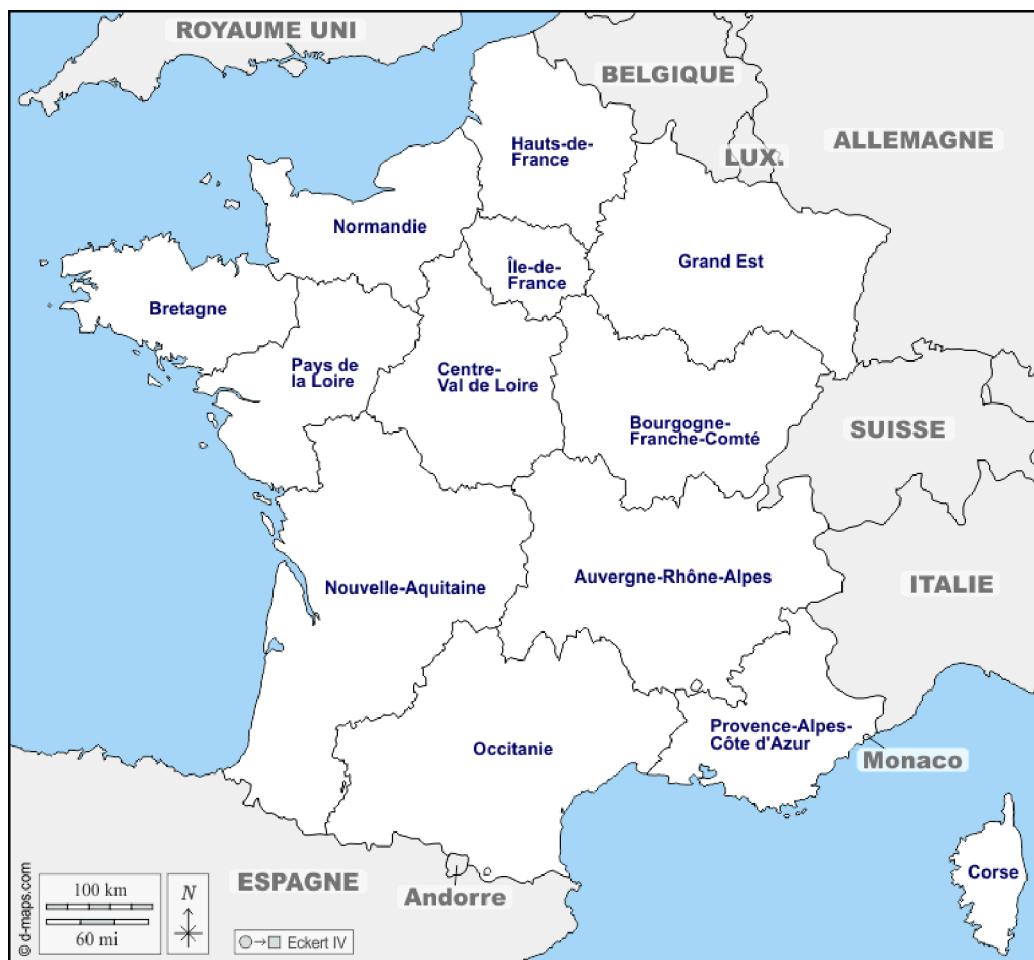 ROYAUME UNI
BELGIQUE
ALLEMAGNE
LUX.
Hauts-de-
France
Normandie
Île-de-
France
Grand Est
Bretagne
Pays de
la Loire
Centre-
Val de Loire
Bourgogne-
Franche-Comté
SUISSE
Nouvelle-Aquitaine
Auvergne-Rhône-Alpes
ITALIE
Occitanie
Provence-Alpes-
Côte d'Azur
Monaco
Corse
ESPAGNE
Andorre
© d-maps.com
100 km
60 mi
N
Eckert IV